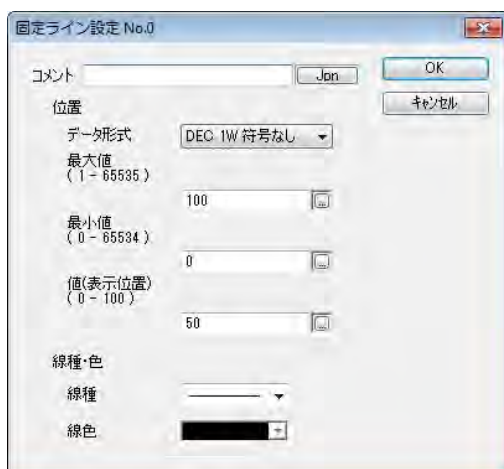 固定ライン設定 No.0
コメント
Jpn
OK
キャンセル
位置
データ形式
DEC 1W 符号なし
最大値
( 1 - 65535 )
100
最小値
( 0 - 65534 )
0
値(表示位置)
( 0 - 100 )
50
線種・色
線種
線色